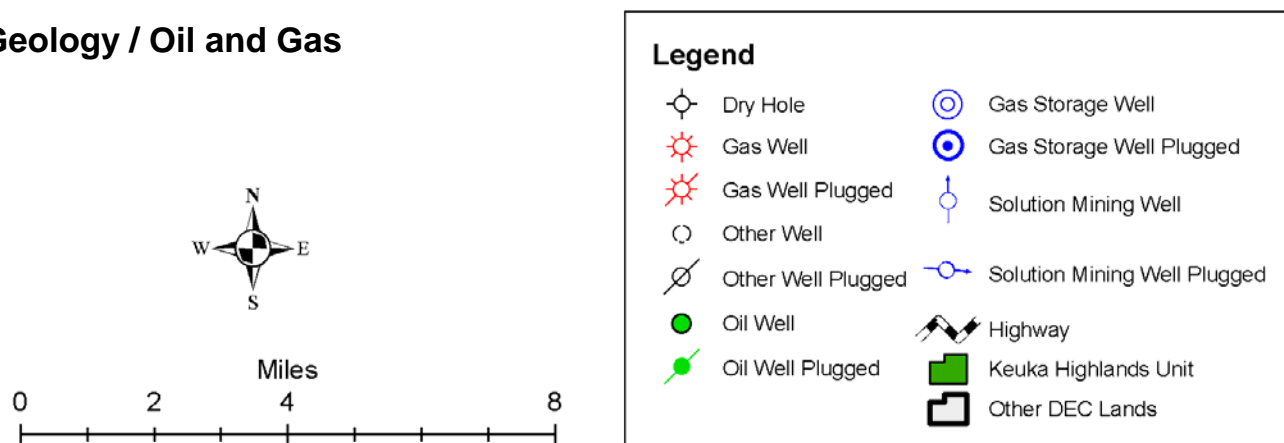 Geology / Oil and Gas
N
W E
S
Miles
0 2 4 8
Legend
Dry Hole
Gas Well
Gas Well Plugged
Other Well
Other Well Plugged
Oil Well
Oil Well Plugged
Gas Storage Well
Gas Storage Well Plugged
Solution Mining Well
Solution Mining Well Plugged
Highway
Keuka Highlands Unit
Other DEC Lands